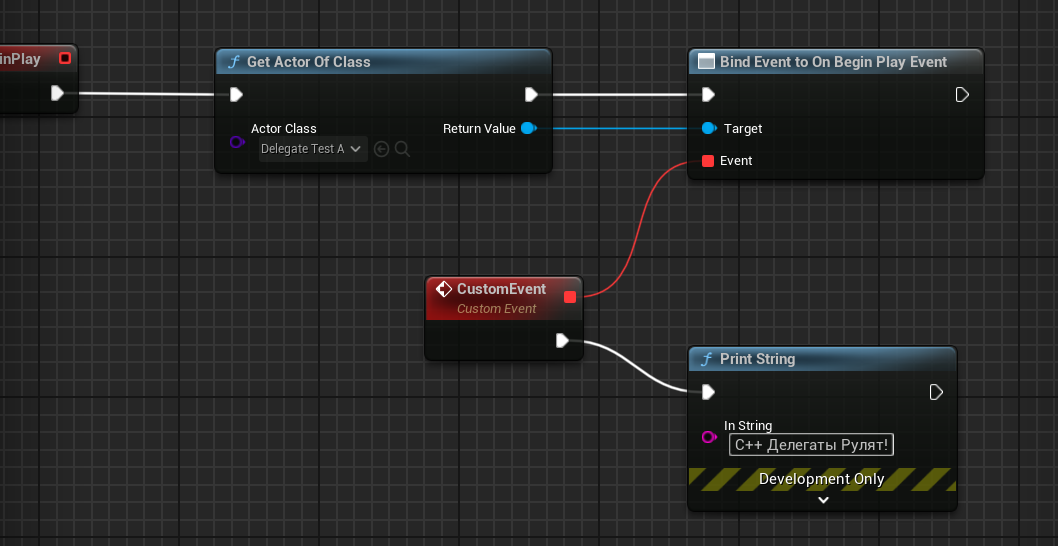 inPlay
Get Actor Of Class
Actor Class
Delegate Test A
Return Value
Bind Event to On Begin Play Event
Target
Event
CustomEvent
Custom Event
Print String
In String
C++ Делегаты Рулят!
Development Only